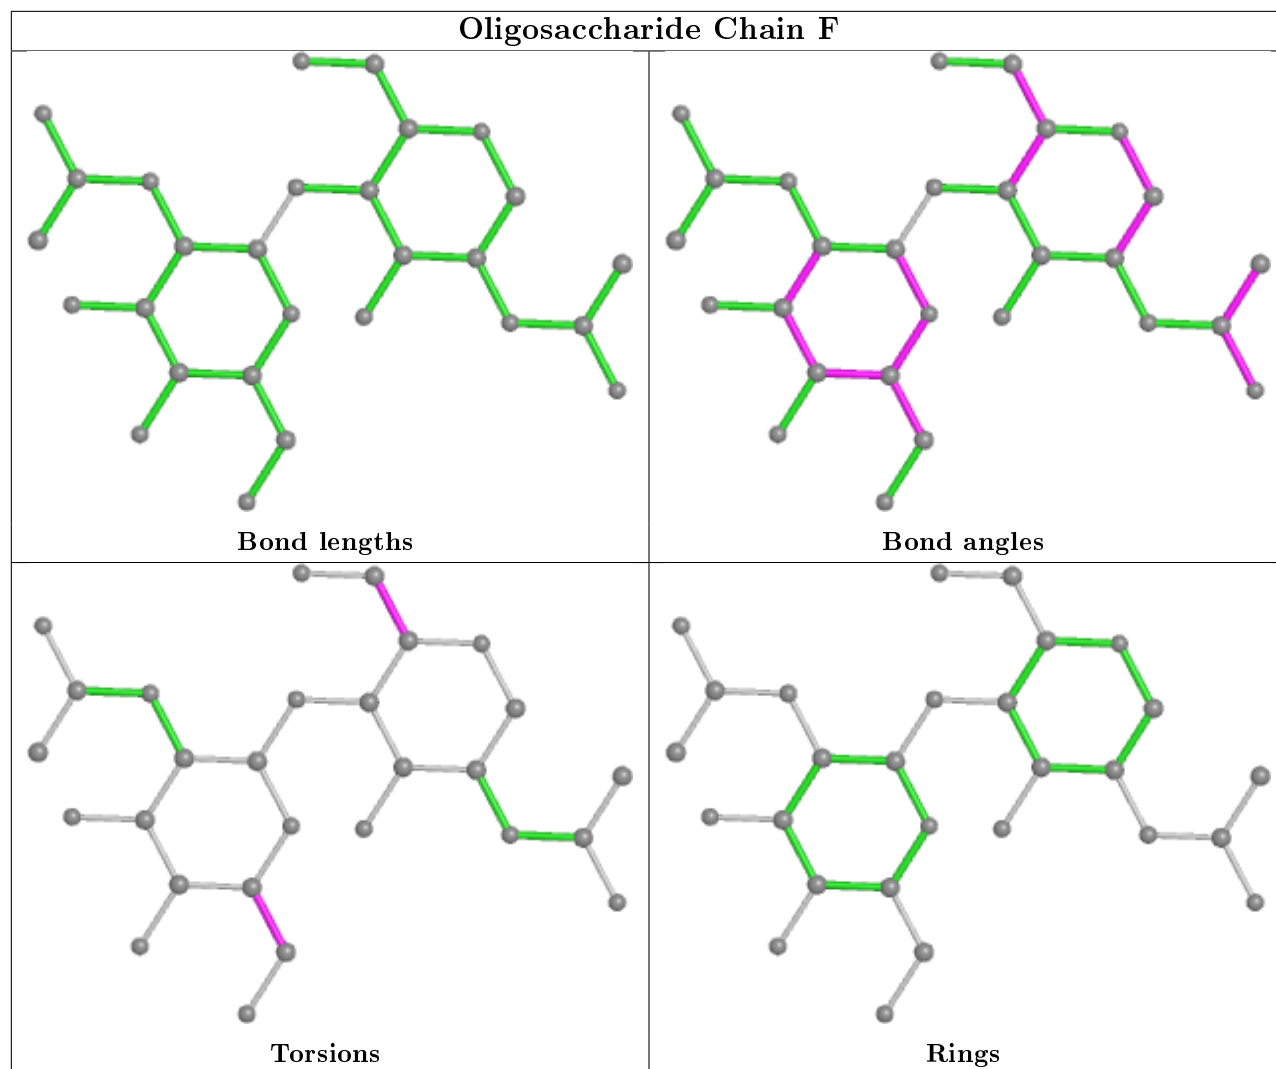 Oligosaccharide Chain F
Bond lengths
Bond angles
Torsions
Rings